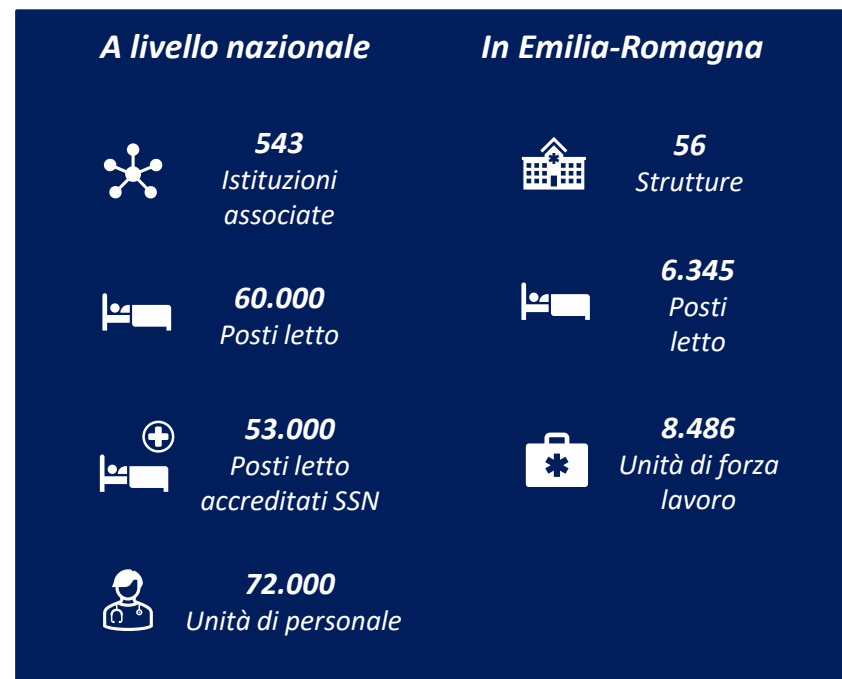 A livello nazionale
543
Istituzioni
associate
60.000
Posti letto
53.000
Posti letto
accreditati SSN
72.000
Unità di personale
In Emilia-Romagna
56
Strutture
6.345
Posti
letto
8.486
Unità di forza
lavoro